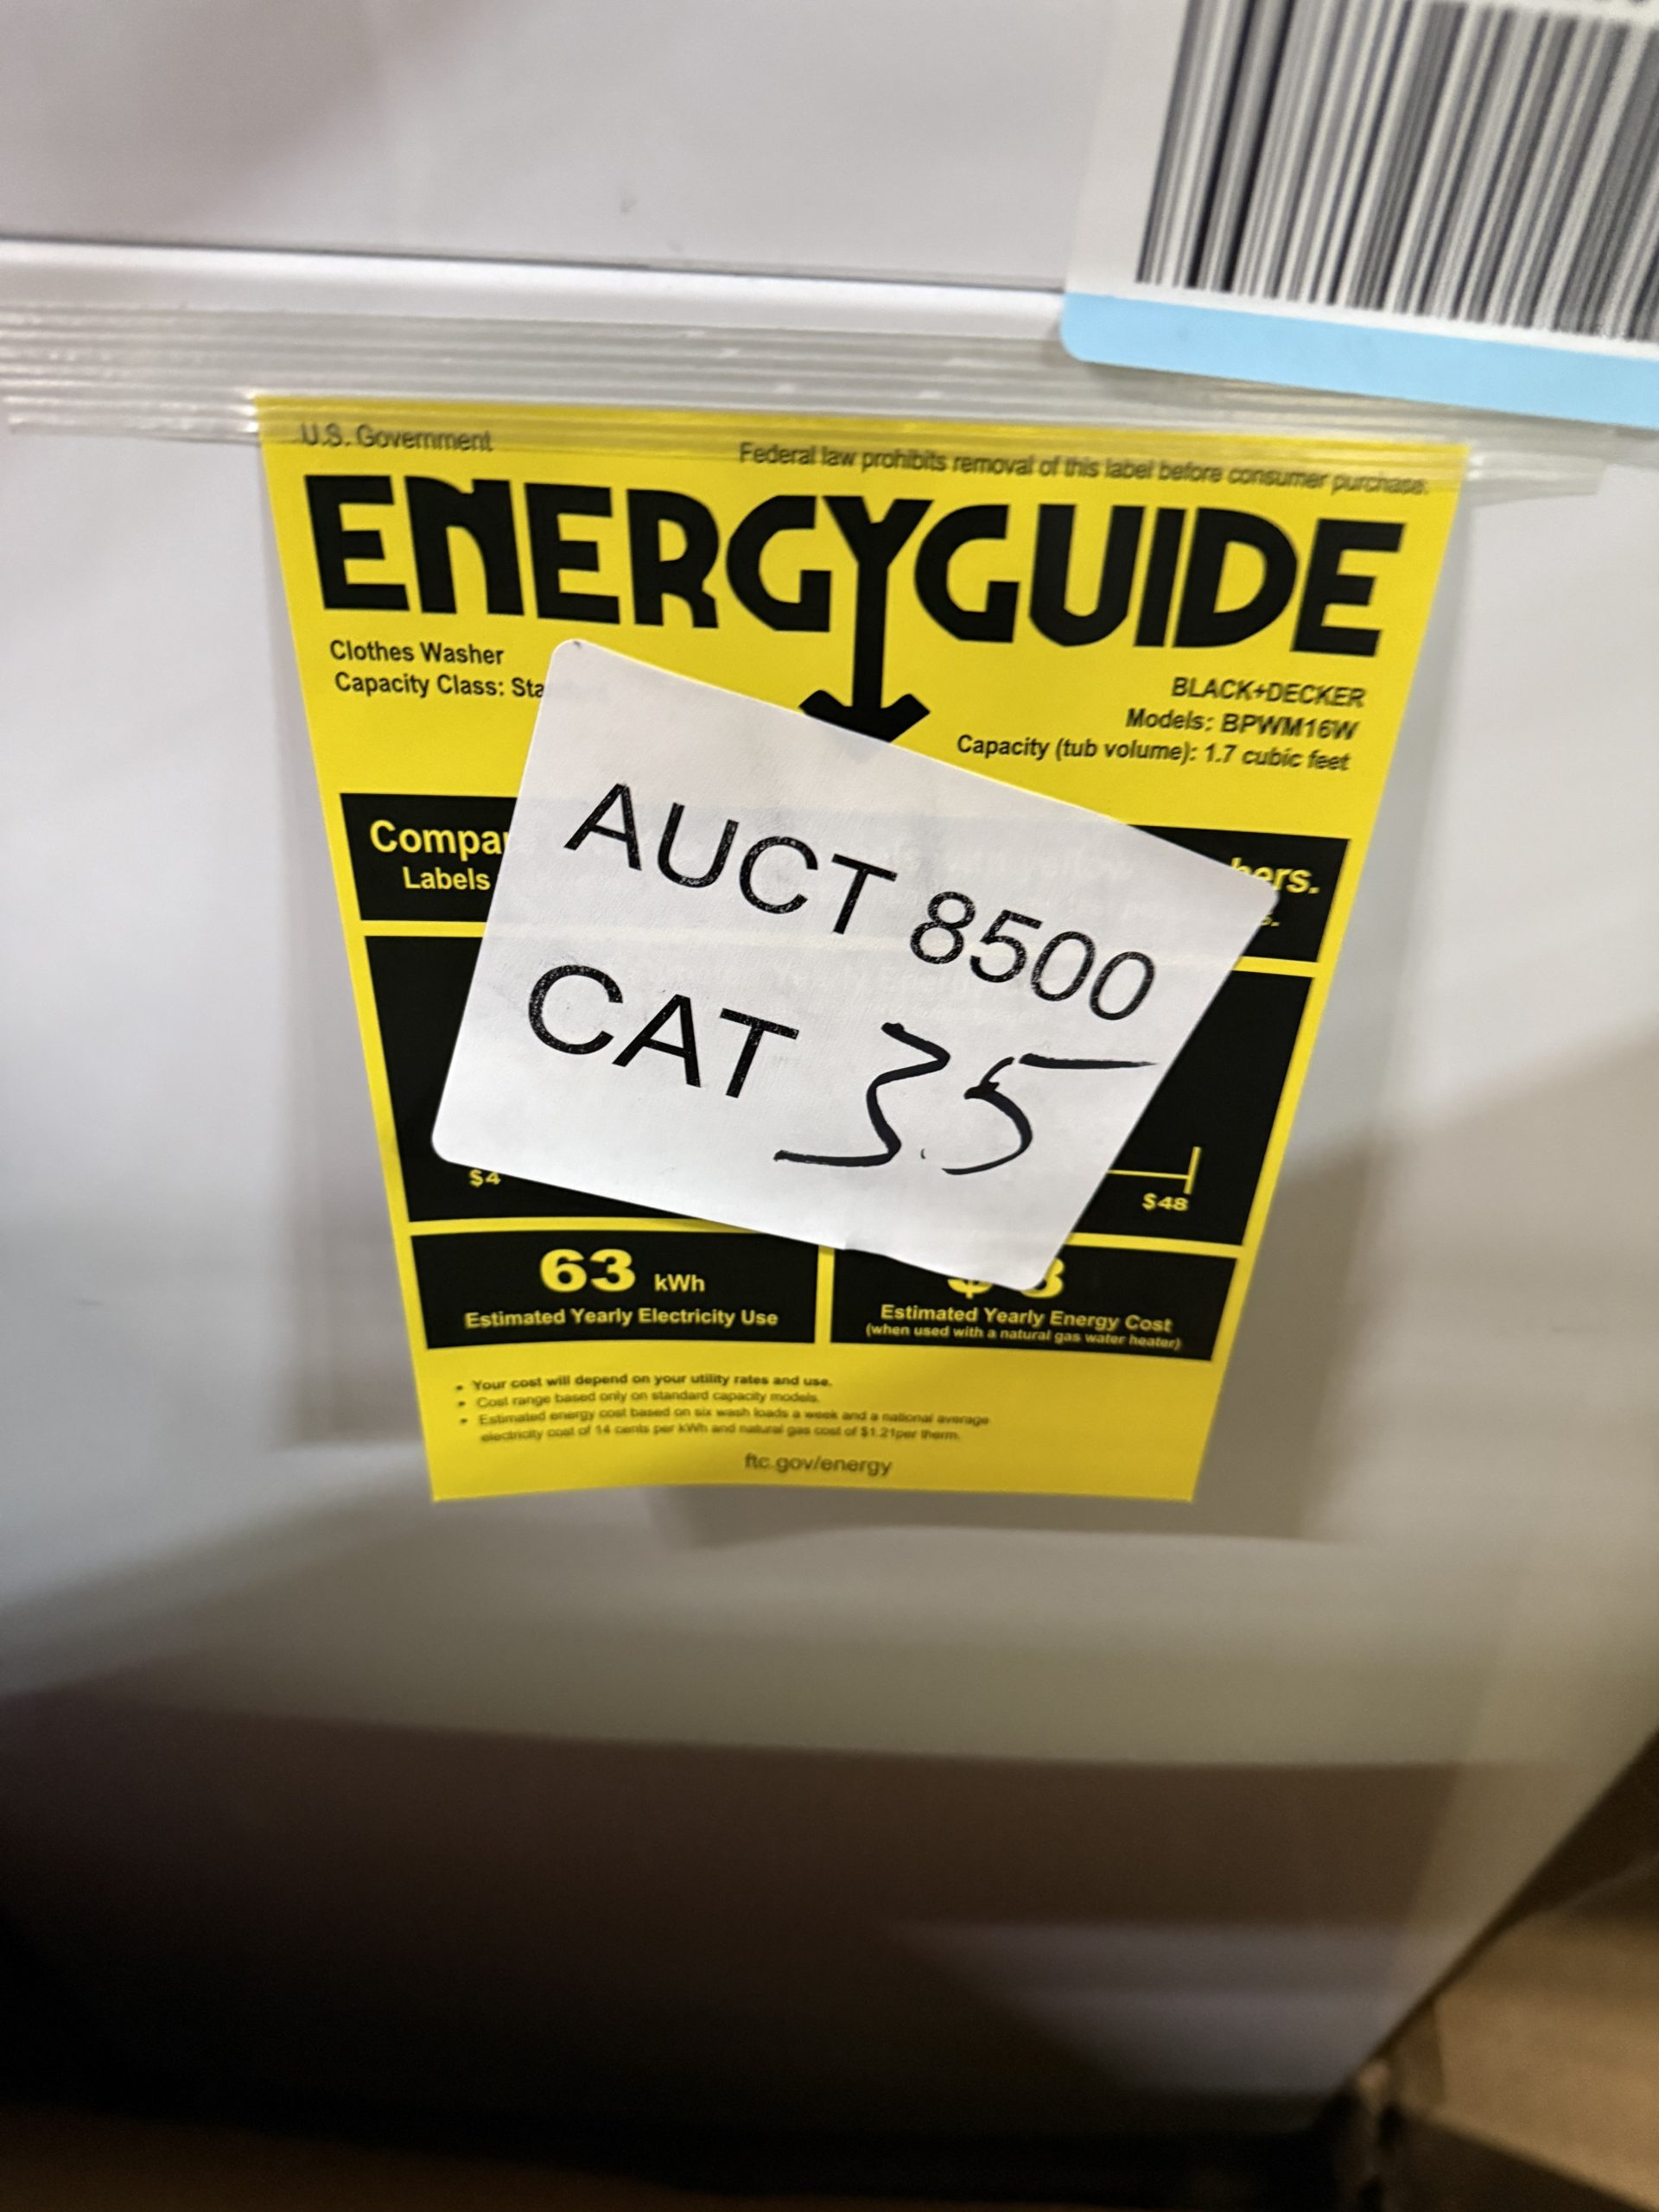 U.S. Government
Federal law prohibits removal of this label before consumer purchase.
ENERGYGUIDE
Clothes Washer
Capacity Class: Sta
BLACK+DECKER
Models: BPWM16W
Capacity (tub volume): 1.7 cubic feet
Compa
Labels
AUCT 8500
CAT 3.5
$4
$48
63 kWh
Estimated Yearly Electricity Use
Estimated Yearly Energy Cost
(when used with a natural gas water heater)
• Your cost will depend on your utility rates and use.
• Cost range based only on standard capacity models.
• Estimated energy cost based on six wash loads a week and a national average
electricity cost of 14 cents per kWh and natural gas cost of $1.21per therm.
ftc.gov/energy